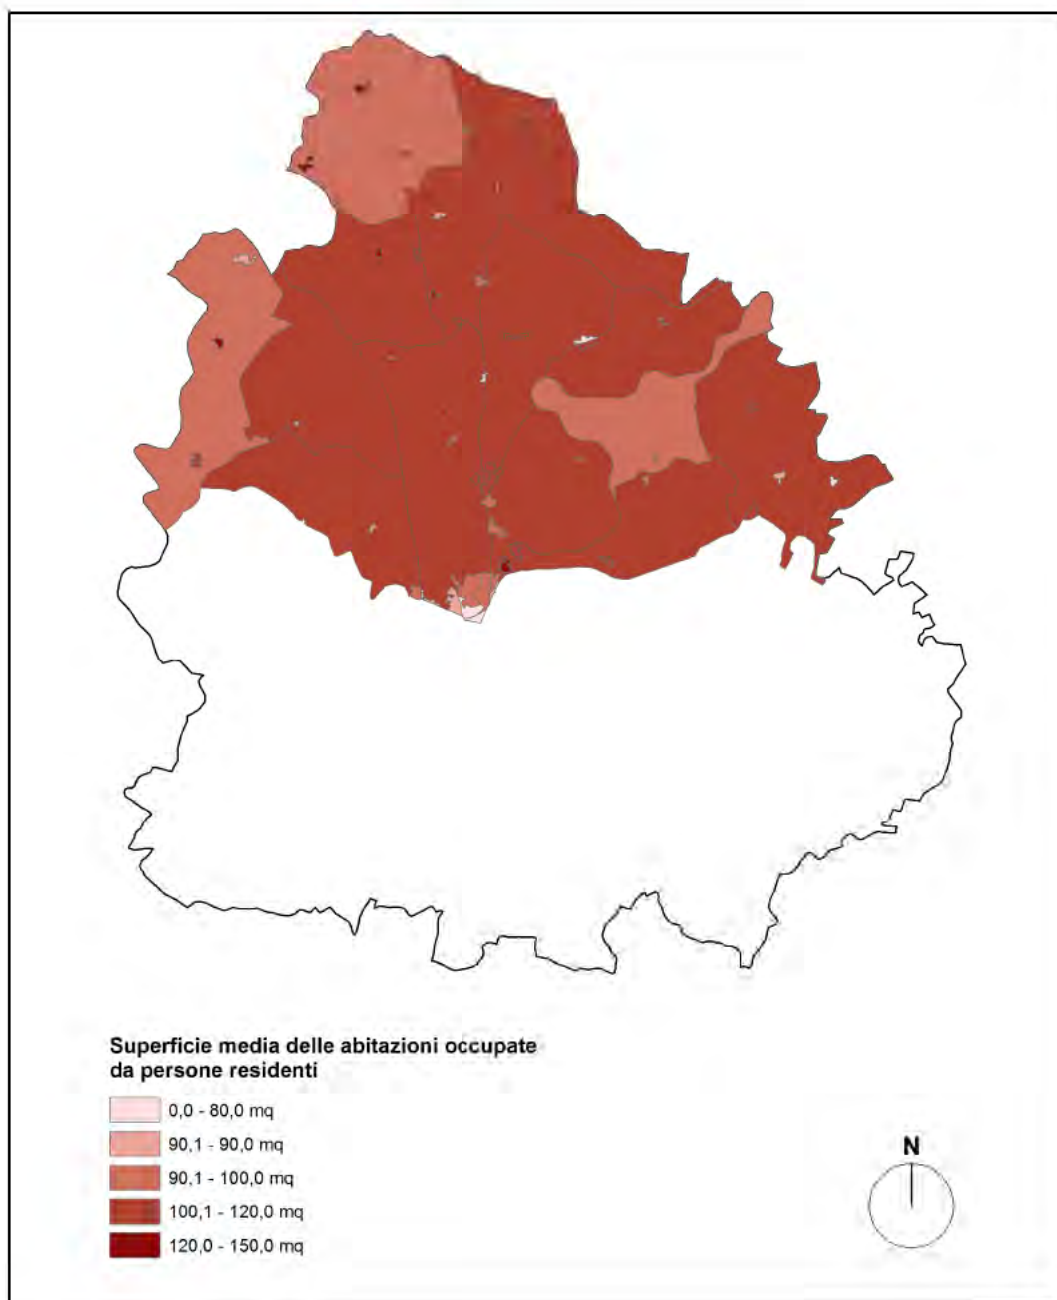 Superficie media delle abitazioni occupate
da persone residenti
0,0 - 80,0 mq
90,1 - 90,0 mq
90,1 - 100,0 mq
100,1 - 120,0 mq
120,0 - 150,0 mq
N